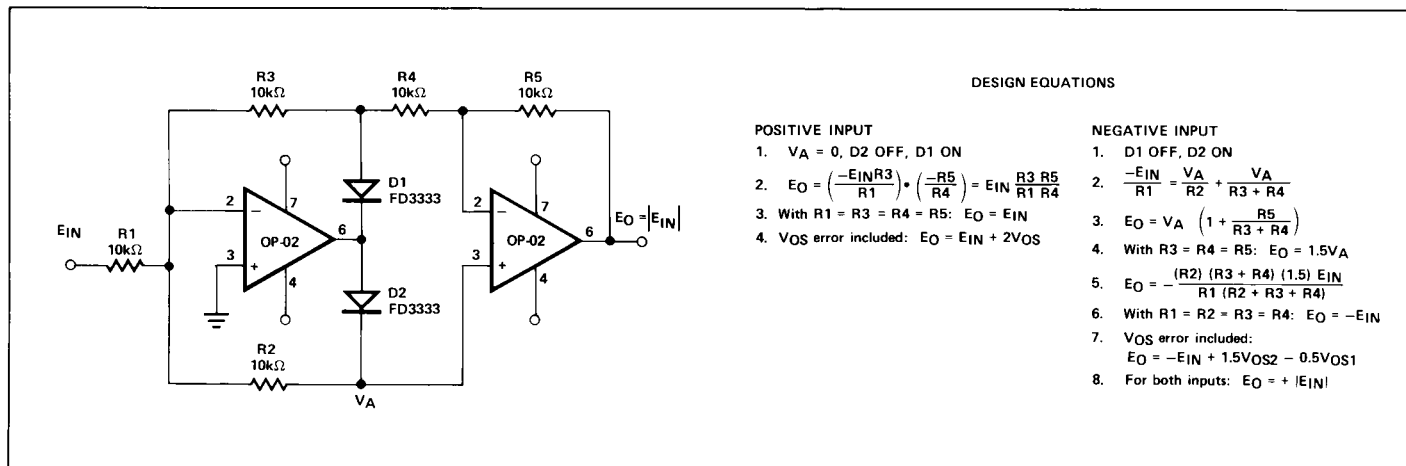 R3
10kΩ
R4
10kΩ
R5
10kΩ
D1
FD3333
2
−
7
OP-02
6
3
+
4
EIN
R1
10kΩ
D2
FD3333
2
−
7
OP-02
6
3
+
4
EO = |EIN|
R2
10kΩ
VA
DESIGN EQUATIONS
POSITIVE INPUT
1. VA = 0, D2 OFF, D1 ON
2. EO = (-EIN R3 / R1) • (-R5 / R4) = EIN R3 R5 / R1 R4
3. With R1 = R3 = R4 = R5: EO = EIN
4. VOS error included: EO = EIN + 2VOS
NEGATIVE INPUT
1. D1 OFF, D2 ON
2. -EIN / R1 = VA / R2 + VA / R3 + R4
3. EO = VA (1 + R5 / R3 + R4)
4. With R3 = R4 = R5: EO = 1.5VA
5. EO = - (R2) (R3 + R4) (1.5) EIN / R1 (R2 + R3 + R4)
6. With R1 = R2 = R3 = R4: EO = -EIN
7. VOS error included:
EO = -EIN + 1.5VOS2 - 0.5VOS1
8. For both inputs: EO = + |EIN|